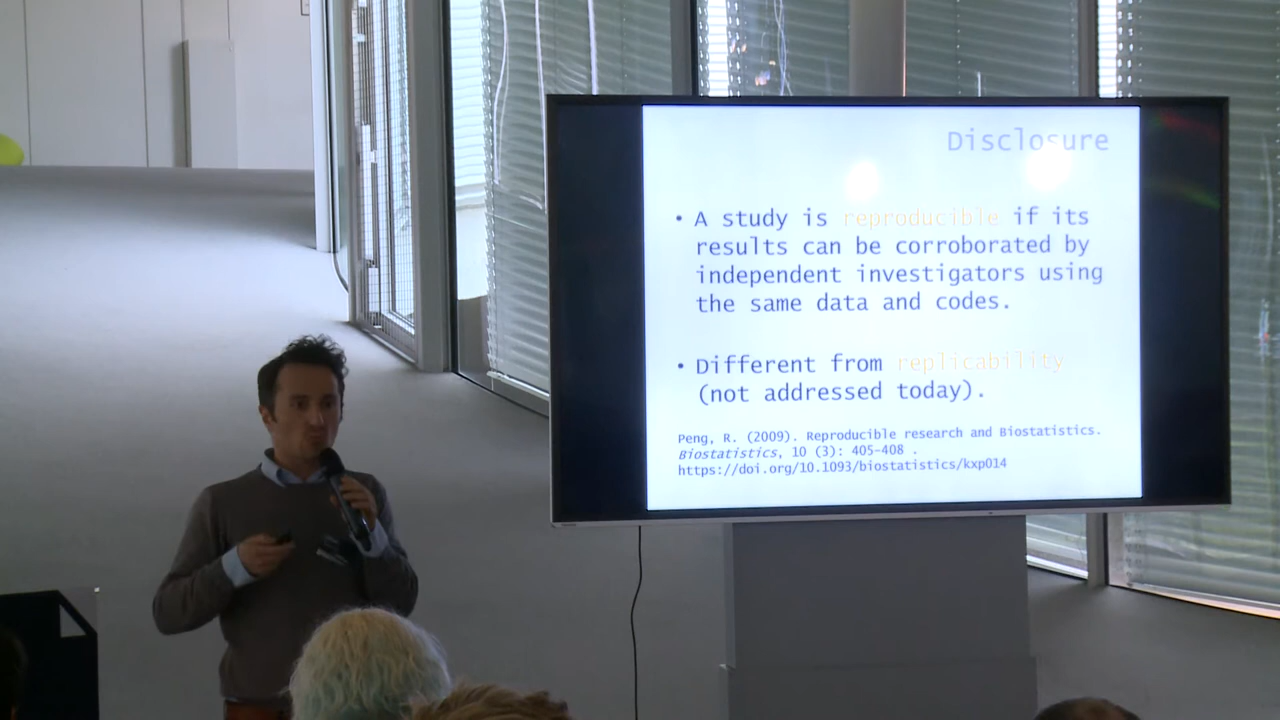 Disclosure
• A study is reproducible if its
results can be corroborated by
independent investigators using
the same data and codes.
• Different from replicability
(not addressed today).
Peng, R. (2009). Reproducible research and Biostatistics.
Biostatistics, 10 (3): 405-408 .
https://doi.org/10.1093/biostatistics/kxp014